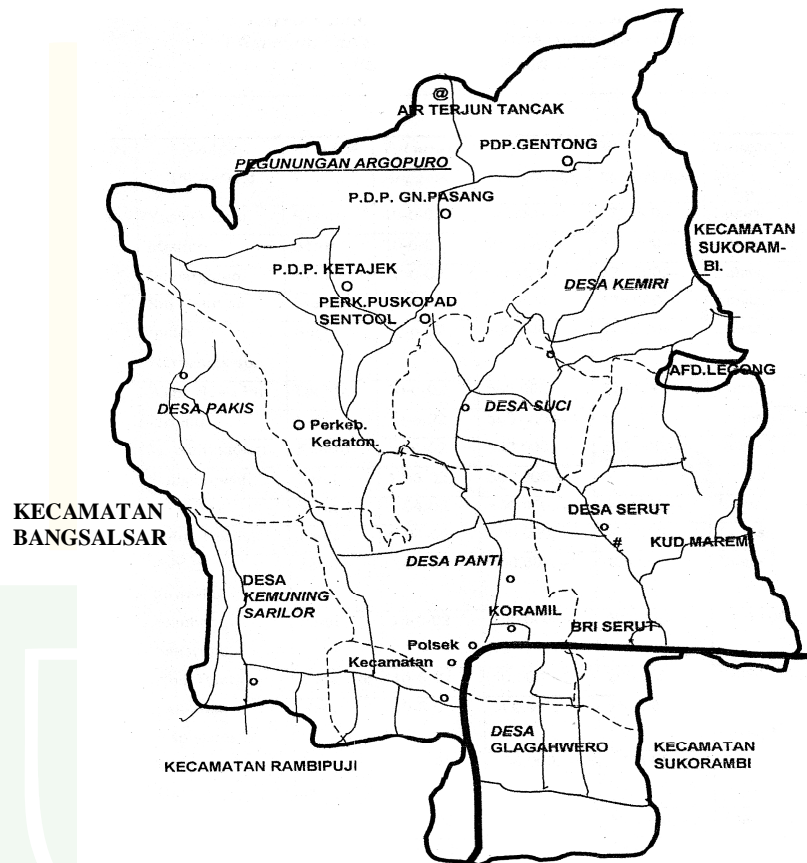 @
AIR TERJUN TANCAK
PDP.GENTONG
PEGUNUNGAN ARGOPURO
P.D.P. GN.PASANG
KECAMATAN
SUKORAM-
BI.
P.D.P. KETAJEK
DESA KEMIRI
PERK.PUSKOPAD
SENTOOL
AFD.LEGONG
DESA PAKIS
DESA SUCI
O Perkeb.
Kedaton.
KECAMATAN
BANGSALSAR
DESA SERUT
#
KUD MAREM
DESA PANTI
DESA
KEMUNING
SARILOR
KORAMIL
BRI SERUT
Polsek
Kecamatan
DESA
GLAGAHWERO
KECAMATAN
SUKORAMBI
KECAMATAN RAMBIPUJI